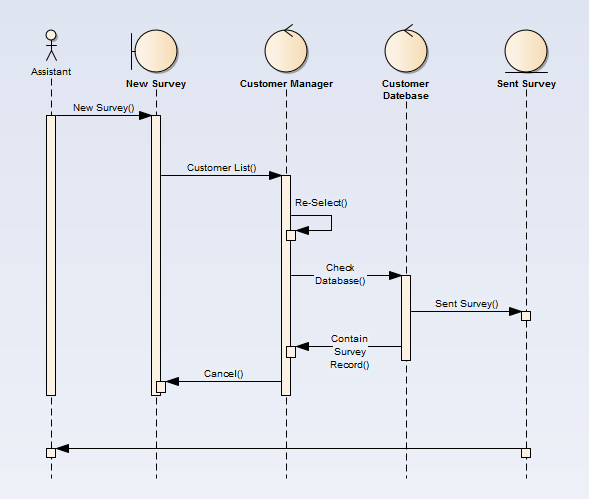 Assistant
New Survey
Customer Manager
Customer
Datebase
Sent Survey
New Survey()
Customer List()
Re-Select()
Check
Database()
Sent Survey()
Contain
Survey
Record()
Cancel()